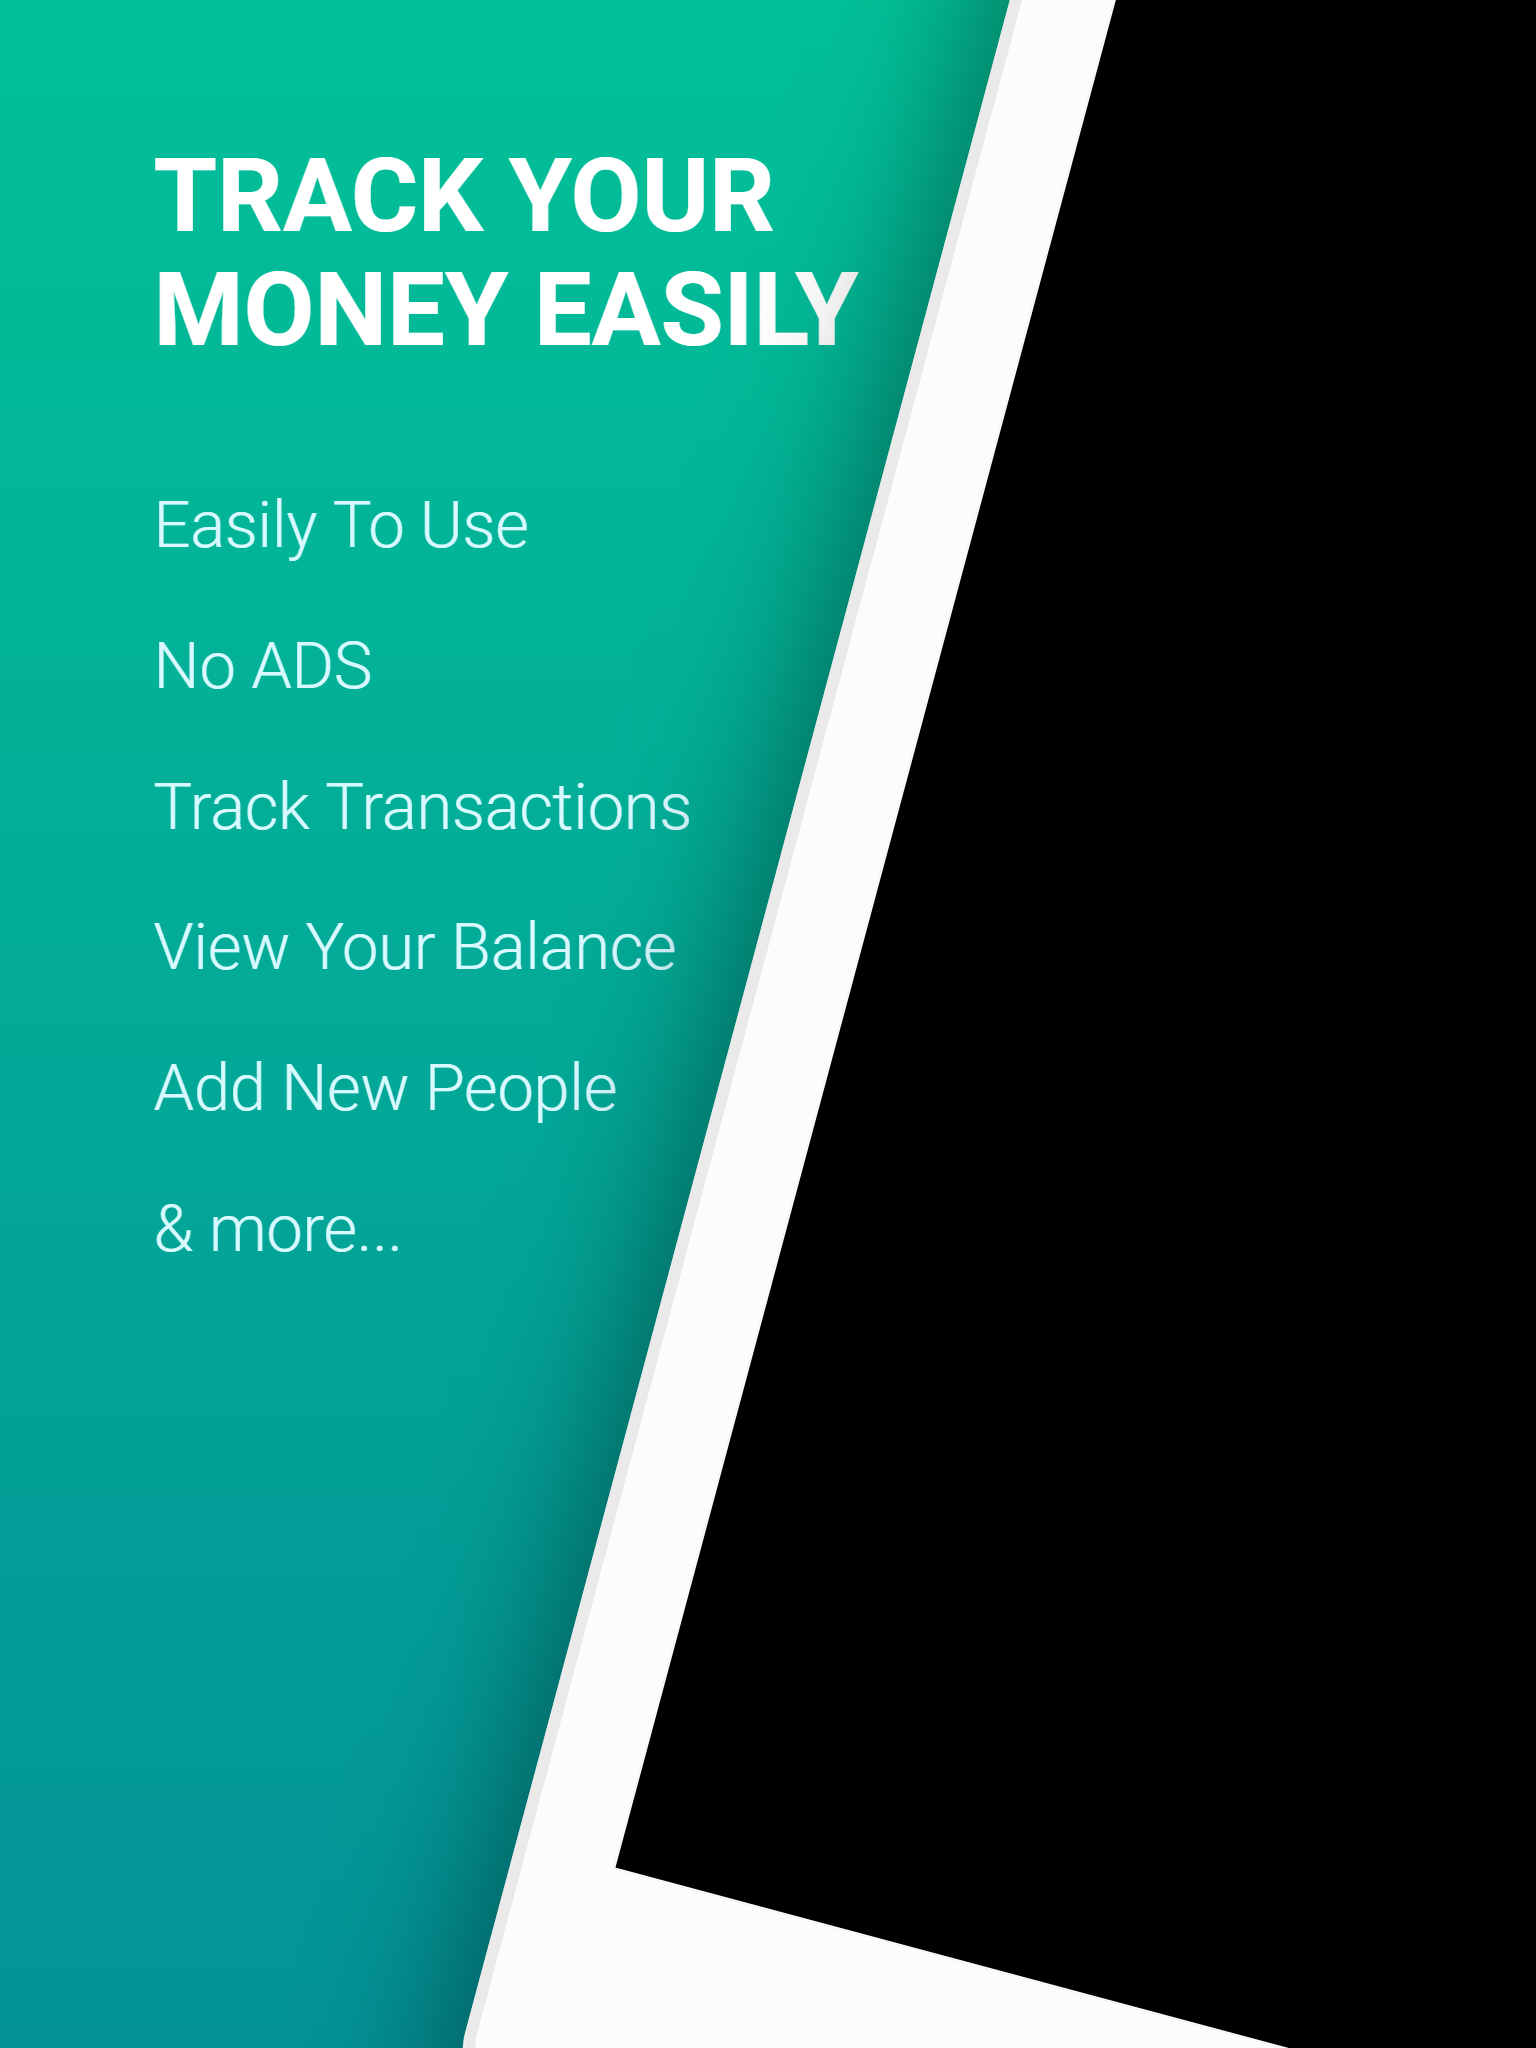 TRACK YOUR
MONEY EASILY
Easily To Use
No ADS
Track Transactions
View Your Balance
Add New People
& more...